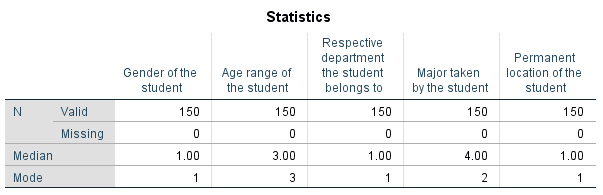 Statistics
Gender of the student
Age range of the student
Respective department the student belongs to
Major taken by the student
Permanent location of the student
N Valid 150 150 150 150 150
Missing 0 0 0 0 0
Median 1.00 3.00 1.00 4.00 1.00
Mode 1 3 1 2 1